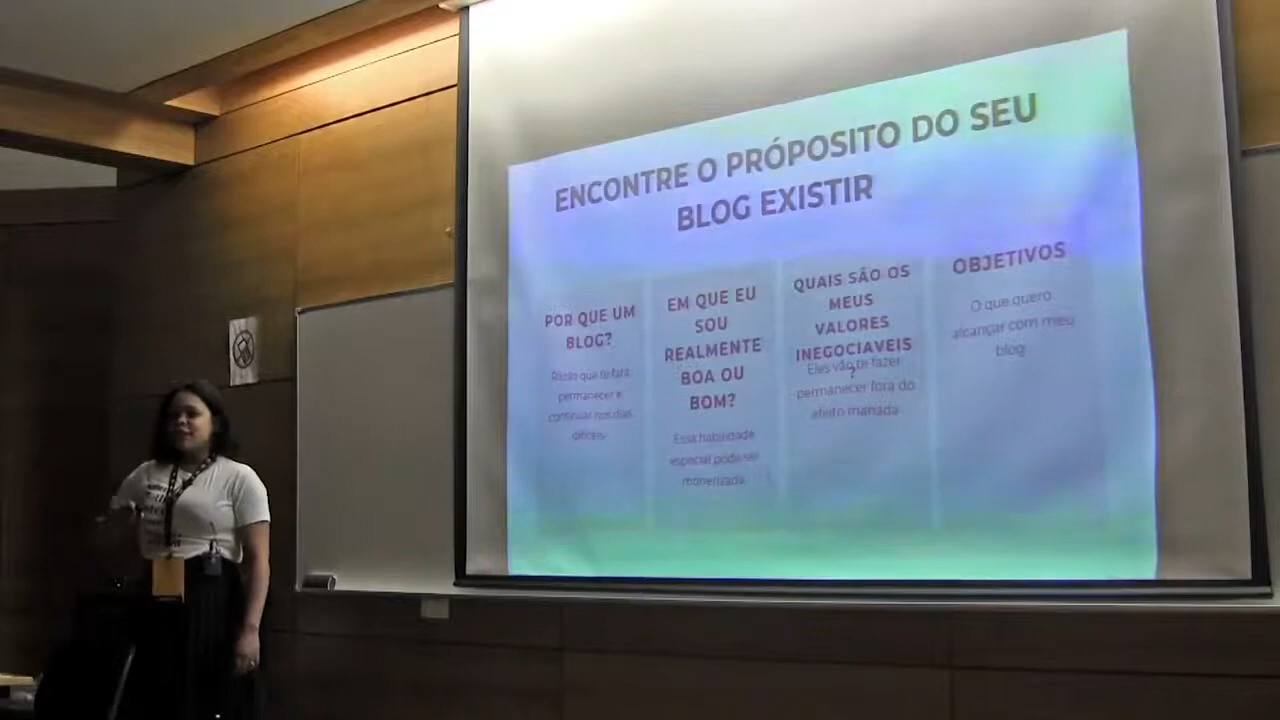 ENCONTRE O PRÓPOSITO DO SEU
BLOG EXISTIR
POR QUE UM
BLOG?
Razão que te fará
permanecer e
continuar nos dias
difíceis
EM QUE EU
SOU
REALMENTE
BOA OU
BOM?
Essa habilidade
especial pode ser
monetizada
QUAIS SÃO OS
MEUS
VALORES
INEGOCIAVEIS
?
Eles vão te fazer
permanecer fora do
efeito manada
OBJETIVOS
O que quero
alcançar com meu
blog